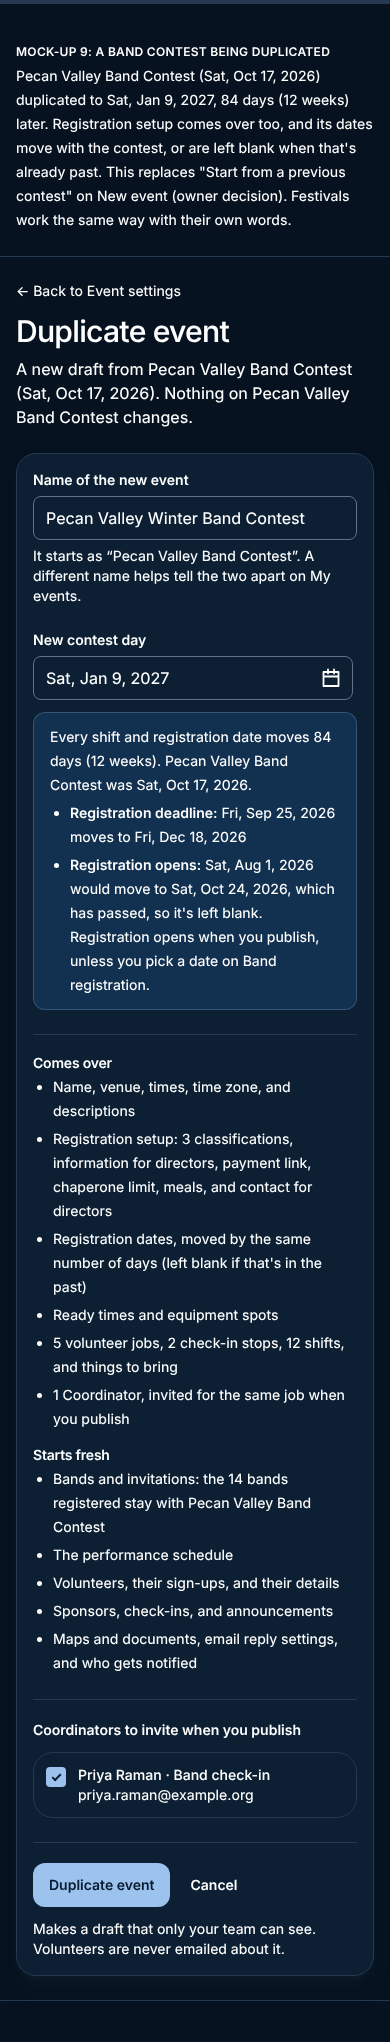 MOCK-UP 9: A BAND CONTEST BEING DUPLICATED
Pecan Valley Band Contest (Sat, Oct 17, 2026)
duplicated to Sat, Jan 9, 2027, 84 days (12 weeks)
later. Registration setup comes over too, and its dates
move with the contest, or are left blank when that's
already past. This replaces "Start from a previous
contest" on New event (owner decision). Festivals
work the same way with their own words.
← Back to Event settings
Duplicate event
A new draft from Pecan Valley Band Contest
(Sat, Oct 17, 2026). Nothing on Pecan Valley
Band Contest changes.
Name of the new event
Pecan Valley Winter Band Contest
It starts as “Pecan Valley Band Contest”. A
different name helps tell the two apart on My
events.
New contest day
Sat, Jan 9, 2027
Every shift and registration date moves 84
days (12 weeks). Pecan Valley Band
Contest was Sat, Oct 17, 2026.
• Registration deadline: Fri, Sep 25, 2026
moves to Fri, Dec 18, 2026
• Registration opens: Sat, Aug 1, 2026
would move to Sat, Oct 24, 2026, which
has passed, so it's left blank.
Registration opens when you publish,
unless you pick a date on Band
registration.
Comes over
• Name, venue, times, time zone, and
descriptions
• Registration setup: 3 classifications,
information for directors, payment link,
chaperone limit, meals, and contact for
directors
• Registration dates, moved by the same
number of days (left blank if that's in the
past)
• Ready times and equipment spots
• 5 volunteer jobs, 2 check-in stops, 12 shifts,
and things to bring
• 1 Coordinator, invited for the same job when
you publish
Starts fresh
• Bands and invitations: the 14 bands
registered stay with Pecan Valley Band
Contest
• The performance schedule
• Volunteers, their sign-ups, and their details
• Sponsors, check-ins, and announcements
• Maps and documents, email reply settings,
and who gets notified
Coordinators to invite when you publish
Priya Raman · Band check-in
priya.raman@example.org
Duplicate event Cancel
Makes a draft that only your team can see.
Volunteers are never emailed about it.